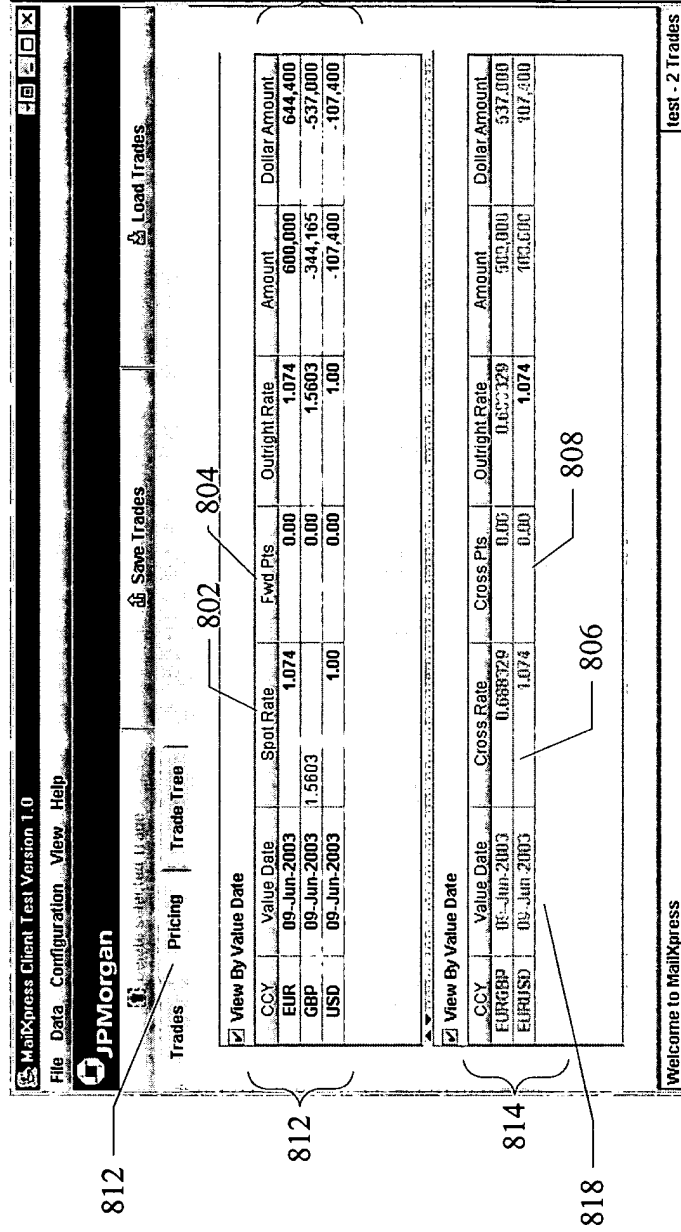 MailXpress Client Test Version 1.0
File Data Configuration View Help
JPMorgan
Save Trades
Load Trades
Trades Pricing Trade Tree
View By Value Date
CCY Value Date Spot Rate Fwd Pts Outright Rate Amount Dollar Amount
EUR 09-Jun-2003 1.074 0.00 1.074 600,000 644,400
GBP 09-Jun-2003 1.5603 0.00 1.5603 -344,165 -537,000
USD 09-Jun-2003 1.00 0.00 1.00 -107,400 -107,400
View By Value Date
CCY Value Date Cross Rate Cross Pts Outright Rate Amount Dollar Amount
EURGBP 09-Jun-2003 0.688329 0.00 537,000
EURUSD 09-Jun-2003 1.074 0.00 1.074 107,400
Welcome to MailXpress
test - 2 Trades
812
802
804
812
814
806
808
818